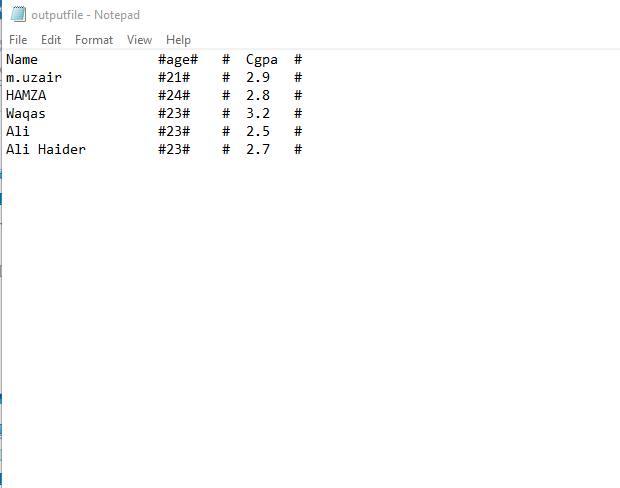 outputfile - Notepad
File Edit Format View Help
Name               #age#   #  Cgpa  #
m.uzair            #21#    #  2.9   #
HAMZA              #24#    #  2.8   #
Waqas              #23#    #  3.2   #
Ali                #23#    #  2.5   #
Ali Haider         #23#    #  2.7   #